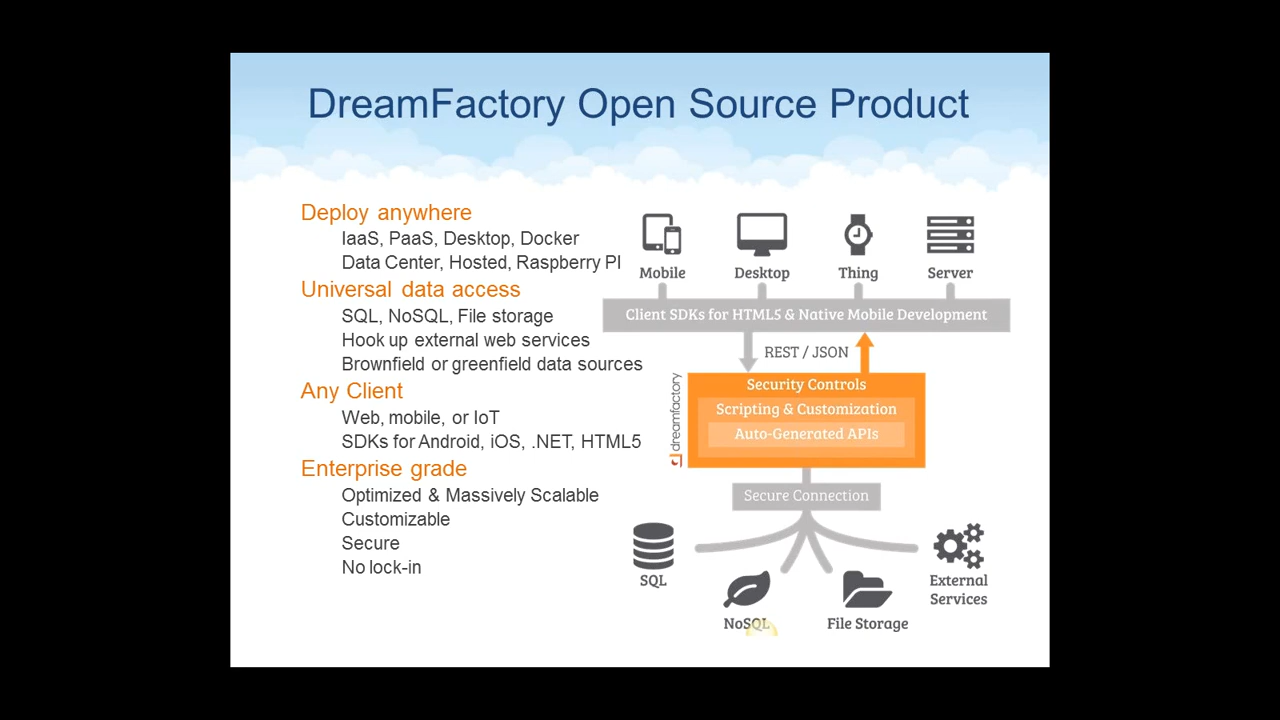 DreamFactory Open Source Product
Deploy anywhere
IaaS, PaaS, Desktop, Docker
Data Center, Hosted, Raspberry PI
Universal data access
SQL, NoSQL, File storage
Hook up external web services
Brownfield or greenfield data sources
Any Client
Web, mobile, or IoT
SDKs for Android, iOS, .NET, HTML5
Enterprise grade
Optimized & Massively Scalable
Customizable
Secure
No lock-in
Mobile
Desktop
Thing
Server
Client SDKs for HTML5 & Native Mobile Development
REST / JSON
dreamfactory
Security Controls
Scripting & Customization
Auto-Generated APIs
Secure Connection
SQL
NoSQL
File Storage
External
Services